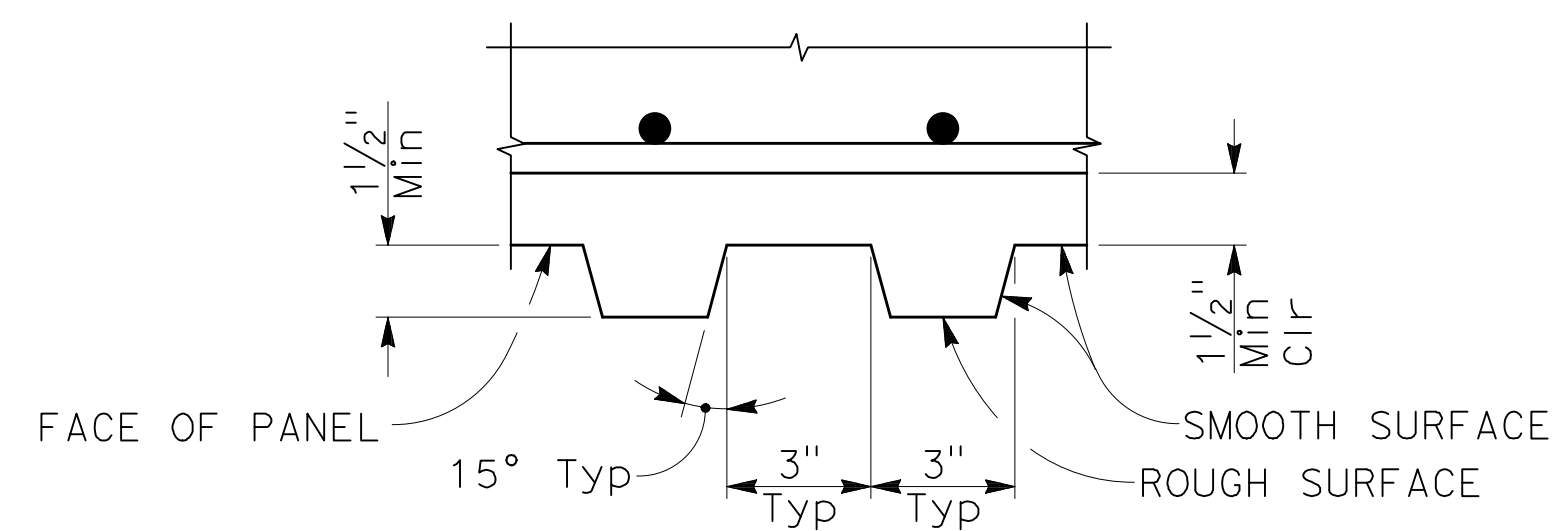 1 1/2"
Min
1 1/2"
Min
Clr
FACE OF PANEL
SMOOTH SURFACE
15° Typ
3"
Typ
3"
Typ
ROUGH SURFACE